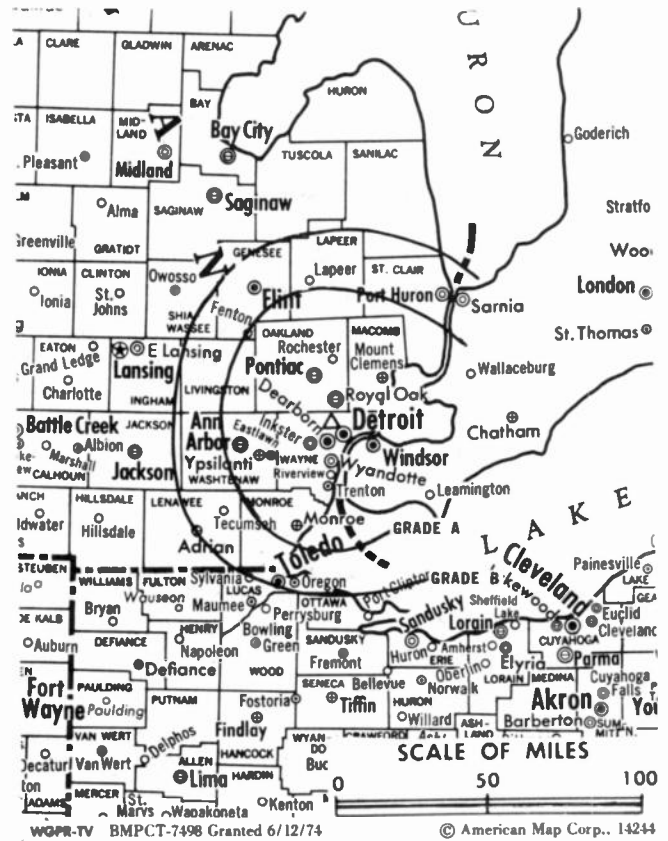 CLARE
GLADWIN
ARENAC
URON
HURON
BAY
ISABELLA
MID-
LAND
A
Bay City
Goderich
Pleasant
Midland
TUSCOLA
SANILAC
Alma
SAGINAW
Saginaw
Stratfo
Greenville
GRATIOT
LAPEER
GENESEE
Woo
IONIA
CLINTON
Owosso
Lapeer
ST. CLAIR
London
Ionia
St.
Johns
Flint
Port Huron
Sarnia
SHIA
WASSEE
Fenton
OAKLAND
MACOMB
St. Thomas
EATON
E Lansing
Rochester
Mount
Clemens
Grand Ledge
Lansing
Pontiac
Wallaceburg
Charlotte
INGHAM
LIVINGSTON
Royal Oak
Dearborn
Battle Creek
JACKSON
Ann
Arbor
Eastlawn
Inkster
Detroit
Chatham
Albion
Marshall
Ypsilanti
WAYNE
Windsor
CALHOUN
Jackson
WASHTENAW
Riverview
Wyandotte
Trenton
Leamington
HILLSDALE
LENAWEE
MONROE
LAKE
Hillsdale
Tecumseh
Monroe
GRADE A
Adrian
Toledo
Cleveland
Painesville
STEUBEN
WILLIAMS
FULTON
Sylvania
LUCAS
Oregon
GRADE B
LAKE
Wauseon
OTTAWA
Port Clinton
Sheffield
Lake
Bryan
Maumee
Perrysburg
Sandusky
Lorain
Euclid
DE KALB
HENRY
Bowling
Green
SANDUSKY
CUYAHOGA
Auburn
DEFIANCE
Napoleon
Huron
ERIE
Amherst
Elyria
Parma
Defiance
WOOD
Fremont
Oberlin
LORAIN
MEDINA
Cuyahoga
Falls
Fort
Wayne
PAULDING
Paulding
PUTNAM
SENECA
Bellevue
Norwalk
Fostoria
Tiffin
HURON
Akron
Willard
ASH-
LAND
Barberton
VAN WERT
Delphos
Findlay
Decatur
Van Wert
ALLEN
HANCOCK
SCALE OF MILES
Lima
HARDIN
0 50 100
ADAMS
MERCER
St.
Marys
Wapakoneta
Kenton
WGPR-TV BMPCT-7498 Granted 6/12/74
© American Map Corp., 14244